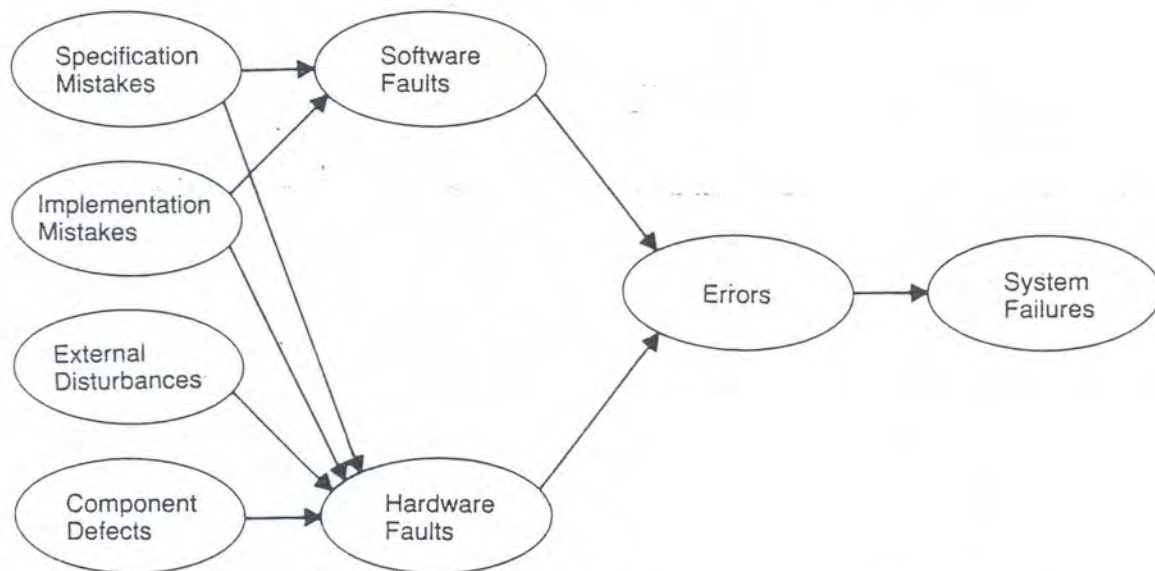 Specification
Mistakes
Software
Faults
Implementation
Mistakes
Errors
System
Failures
External
Disturbances
Component
Defects
Hardware
Faults